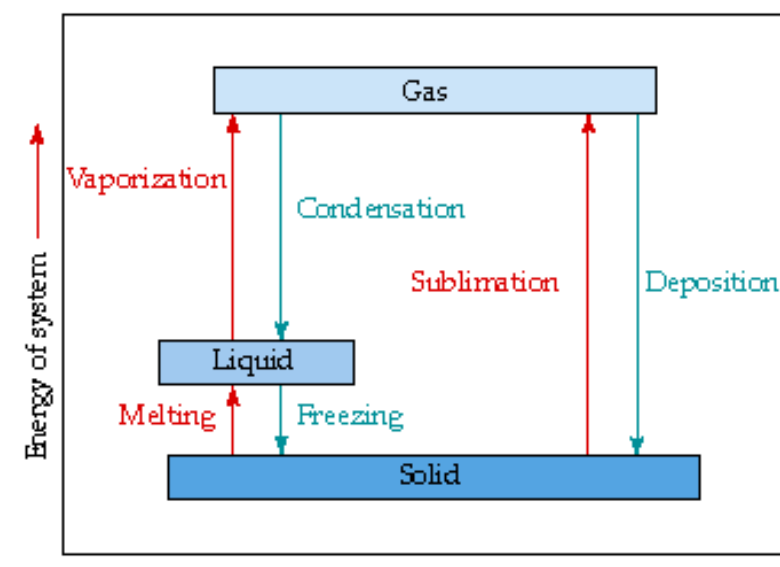 Gas
Vaporization
Condensation
Sublimation
Deposition
Energy of system
Liquid
Melting
Freezing
Solid